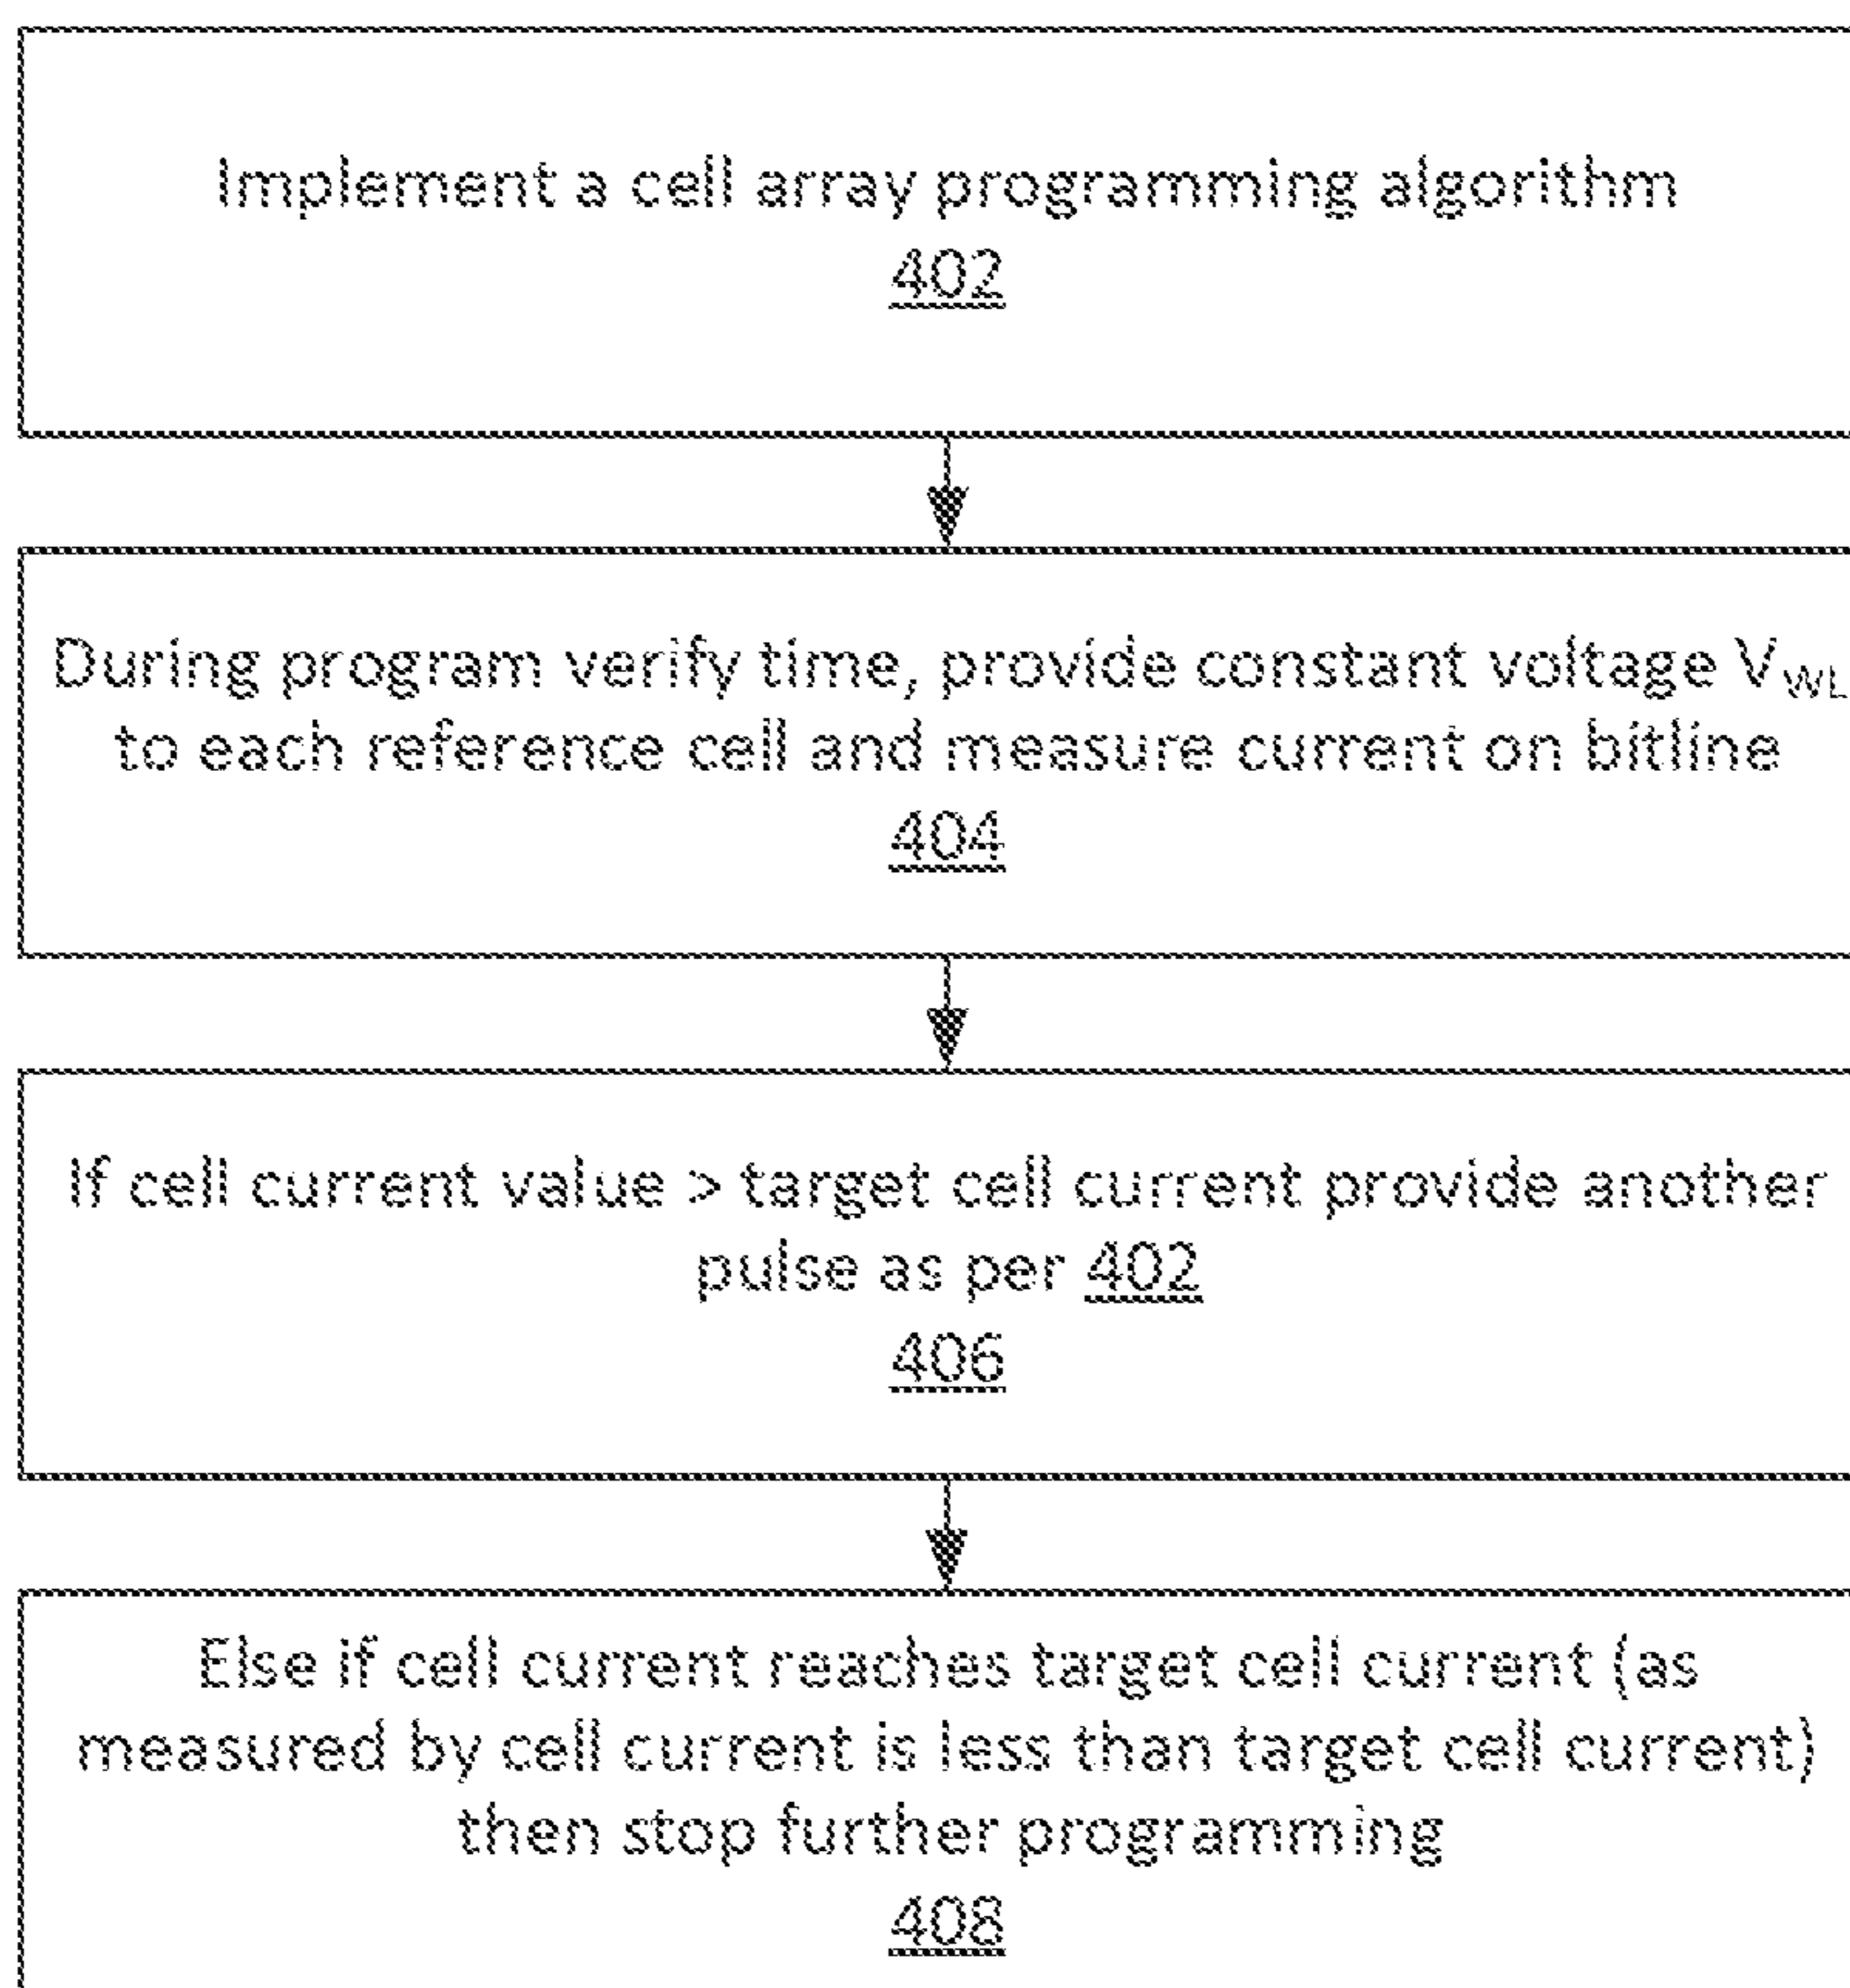 Implement a cell array programming algorithm
402
During program verify time, provide constant voltage V_WL
to each reference cell and measure current on bitline
404
If cell current value > target cell current provide another
pulse as per 402
406
Else if cell current reaches target cell current (as
measured by cell current is less than target cell current)
then stop further programming
408